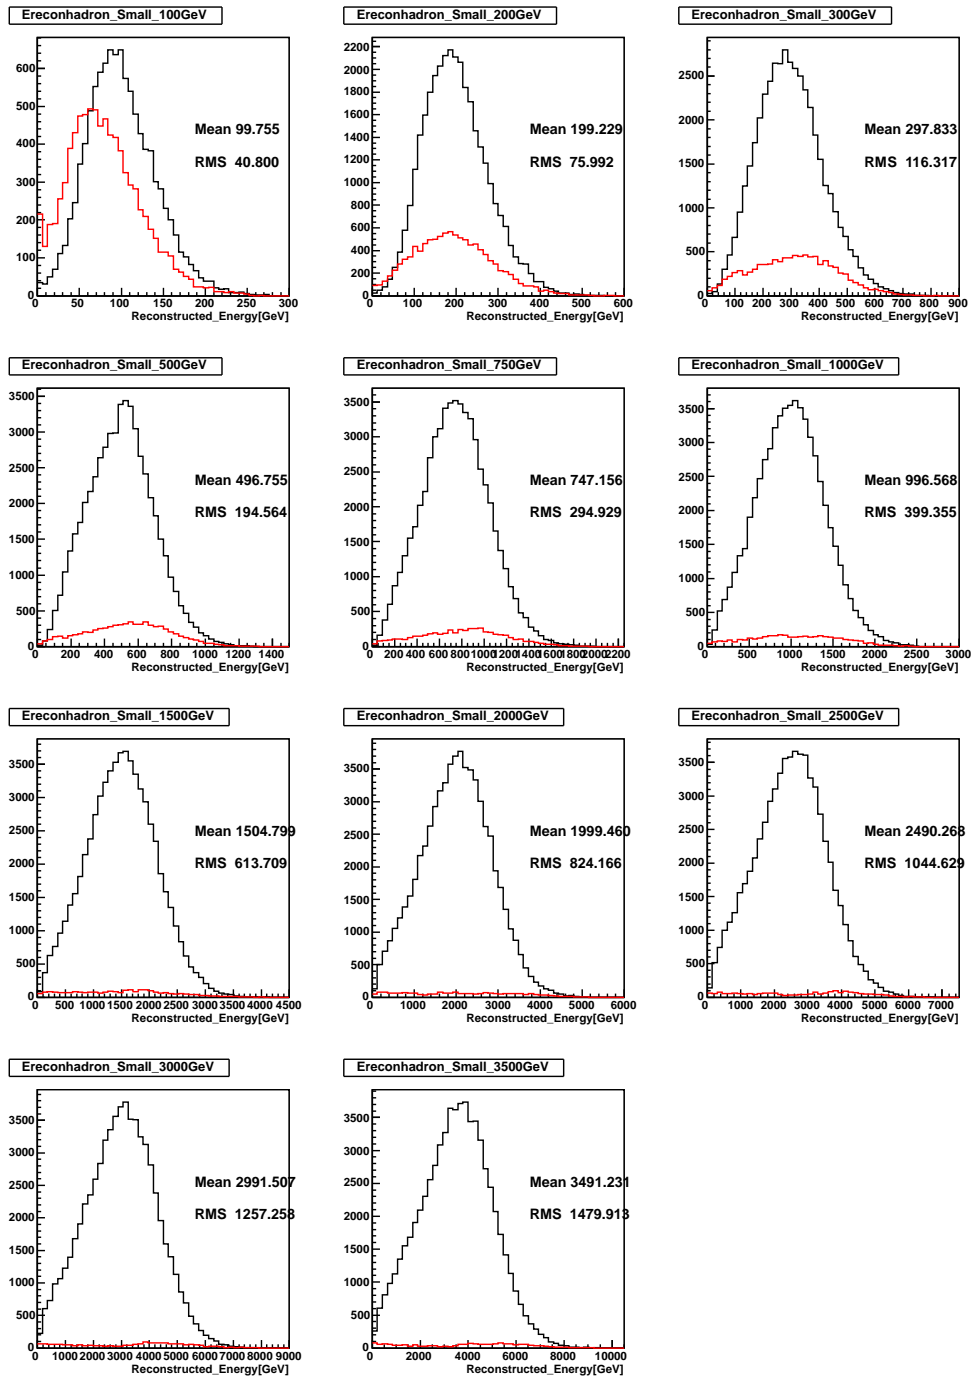 Ereconhadron_Small_100GeV
600
500
400
300
200
100
0
Mean 99.755
RMS 40.800
50 100 150 200 250 300
Reconstructed_Energy[GeV]
Ereconhadron_Small_200GeV
2200
2000
1800
1600
1400
1200
1000
800
600
400
200
0
Mean 199.229
RMS 75.992
0 100 200 300 400 500 600
Reconstructed_Energy[GeV]
Ereconhadron_Small_300GeV
2500
2000
1500
1000
500
0
Mean 297.833
RMS 116.317
0 100 200 300 400 500 600 700 800 900
Reconstructed_Energy[GeV]
Ereconhadron_Small_500GeV
3500
3000
2500
2000
1500
1000
500
0
Mean 496.755
RMS 194.564
0 200 400 600 800 1000 1200 1400
Reconstructed_Energy[GeV]
Ereconhadron_Small_750GeV
3500
3000
2500
2000
1500
1000
500
0
Mean 747.156
RMS 294.929
0 200 400 600 800 1000 1200 1400 1600 1800 2000 2200
Reconstructed_Energy[GeV]
Ereconhadron_Small_1000GeV
3500
3000
2500
2000
1500
1000
500
0
Mean 996.568
RMS 399.355
0 500 1000 1500 2000 2500 3000
Reconstructed_Energy[GeV]
Ereconhadron_Small_1500GeV
3500
3000
2500
2000
1500
1000
500
0
Mean 1504.799
RMS 613.709
0 500 1000 1500 2000 2500 3000 3500 4000 4500
Reconstructed_Energy[GeV]
Ereconhadron_Small_2000GeV
3500
3000
2500
2000
1500
1000
500
0
Mean 1999.460
RMS 824.166
0 1000 2000 3000 4000 5000 6000
Reconstructed_Energy[GeV]
Ereconhadron_Small_2500GeV
3500
3000
2500
2000
1500
1000
500
0
Mean 2490.268
RMS 1044.629
0 1000 2000 3000 4000 5000 6000 7000
Reconstructed_Energy[GeV]
Ereconhadron_Small_3000GeV
3500
3000
2500
2000
1500
1000
500
0
Mean 2991.507
RMS 1257.258
0 1000 2000 3000 4000 5000 6000 7000 8000 9000
Reconstructed_Energy[GeV]
Ereconhadron_Small_3500GeV
3500
3000
2500
2000
1500
1000
500
0
Mean 3491.231
RMS 1479.913
0 2000 4000 6000 8000 10000
Reconstructed_Energy[GeV]